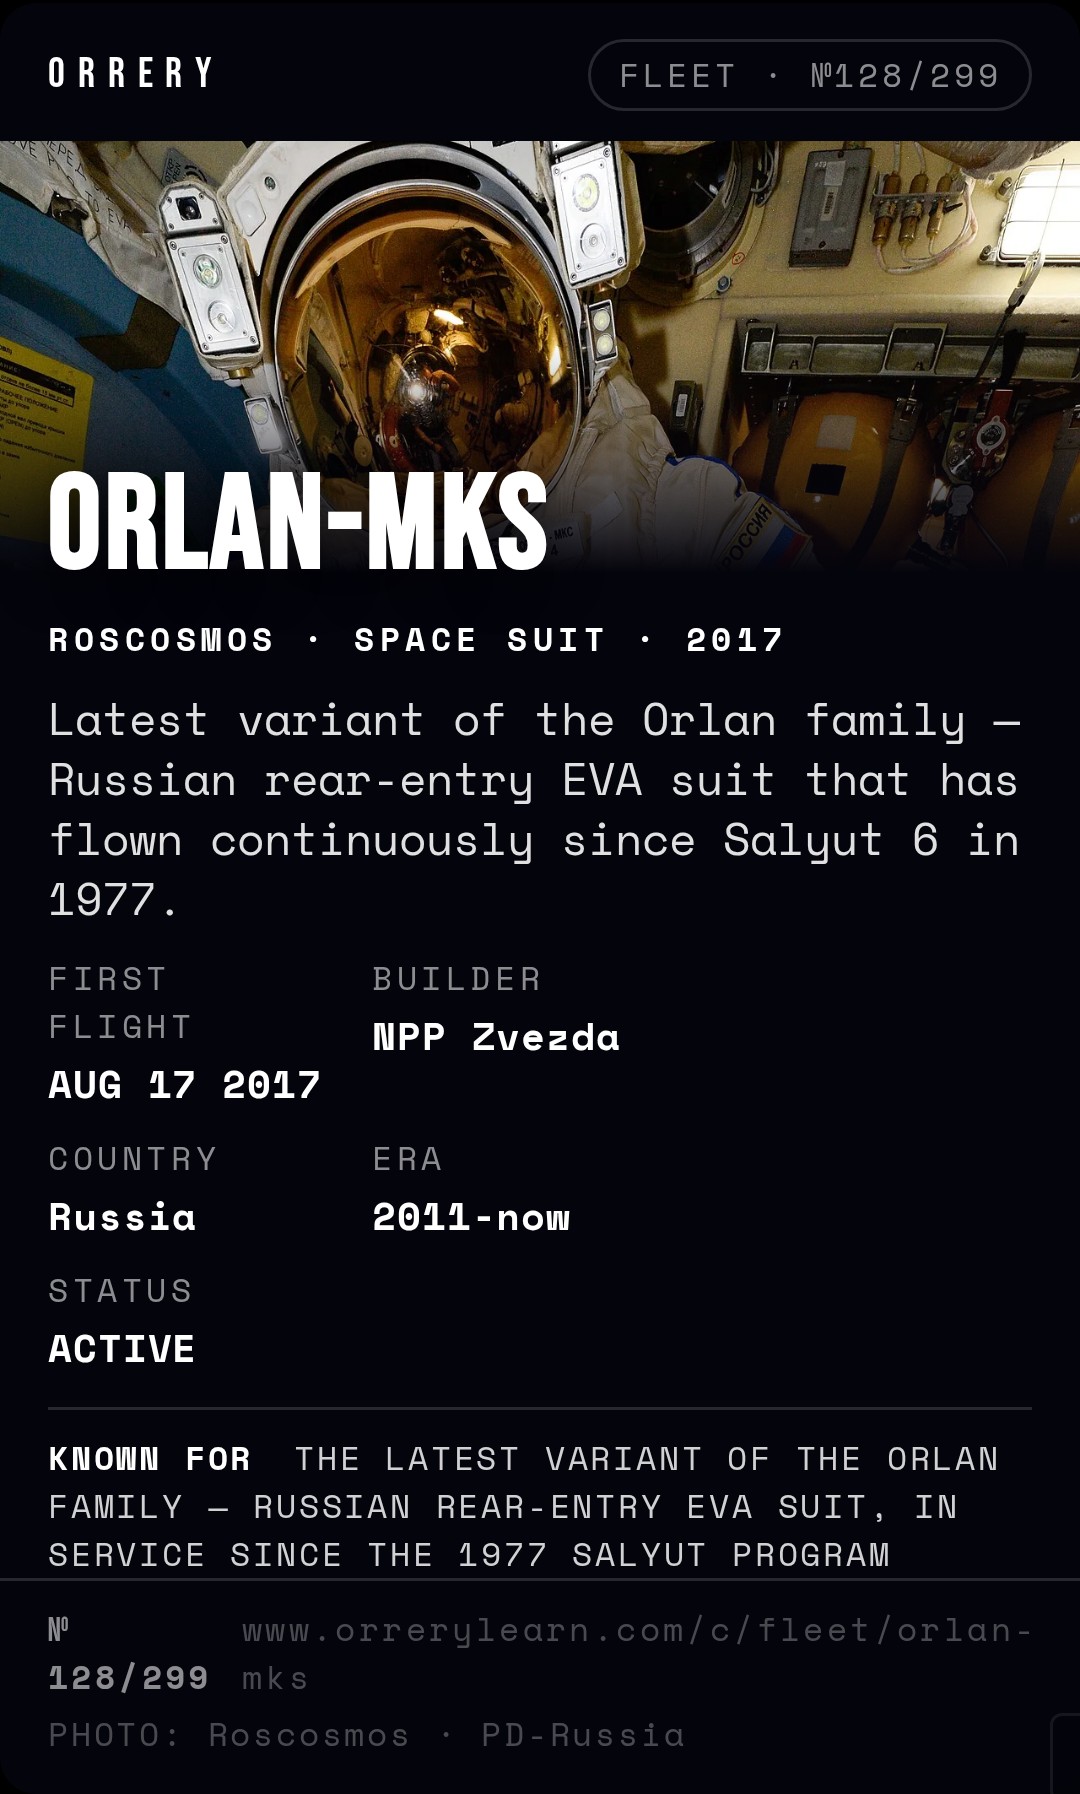 ORRERY
FLEET · №128/299
TO EV
РОССИЯ
- МКС
4
ORLAN-MKS
ROSCOSMOS · SPACE SUIT · 2017
Latest variant of the Orlan family —
Russian rear-entry EVA suit that has
flown continuously since Salyut 6 in
1977.
FIRST
FLIGHT
AUG 17 2017
BUILDER
NPP Zvezda
COUNTRY
Russia
ERA
2011-now
STATUS
ACTIVE
KNOWN FOR THE LATEST VARIANT OF THE ORLAN
FAMILY — RUSSIAN REAR-ENTRY EVA SUIT, IN
SERVICE SINCE THE 1977 SALYUT PROGRAM
№
128/299
www.orrerylearn.com/c/fleet/orlan-
mks
PHOTO: Roscosmos · PD-Russia